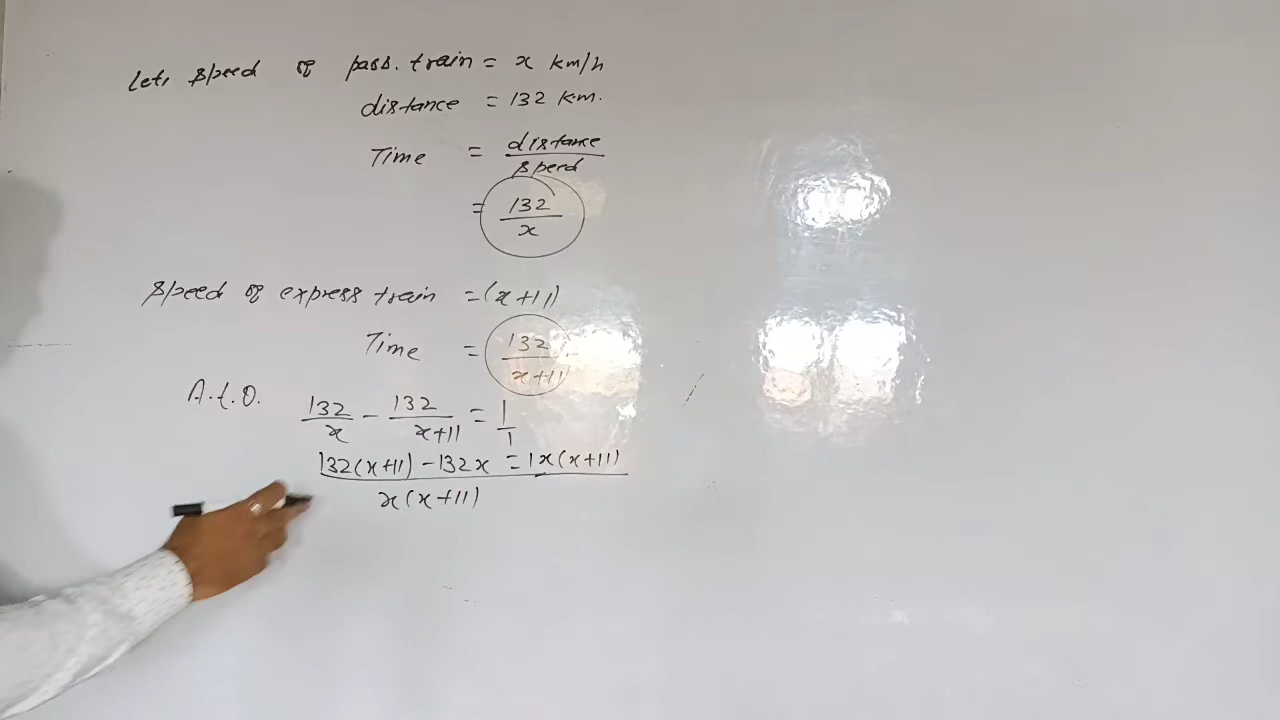 Let, speed of pass. train = x km/h
distance = 132 km.
Time = distance/speed
= 132/x
speed of express train = (x+11)
Time = 132/x+11
A.t.Q. 132/x - 132/x+11 = 1/1
132(x+11) - 132x = 1x(x+11)
x(x+11)